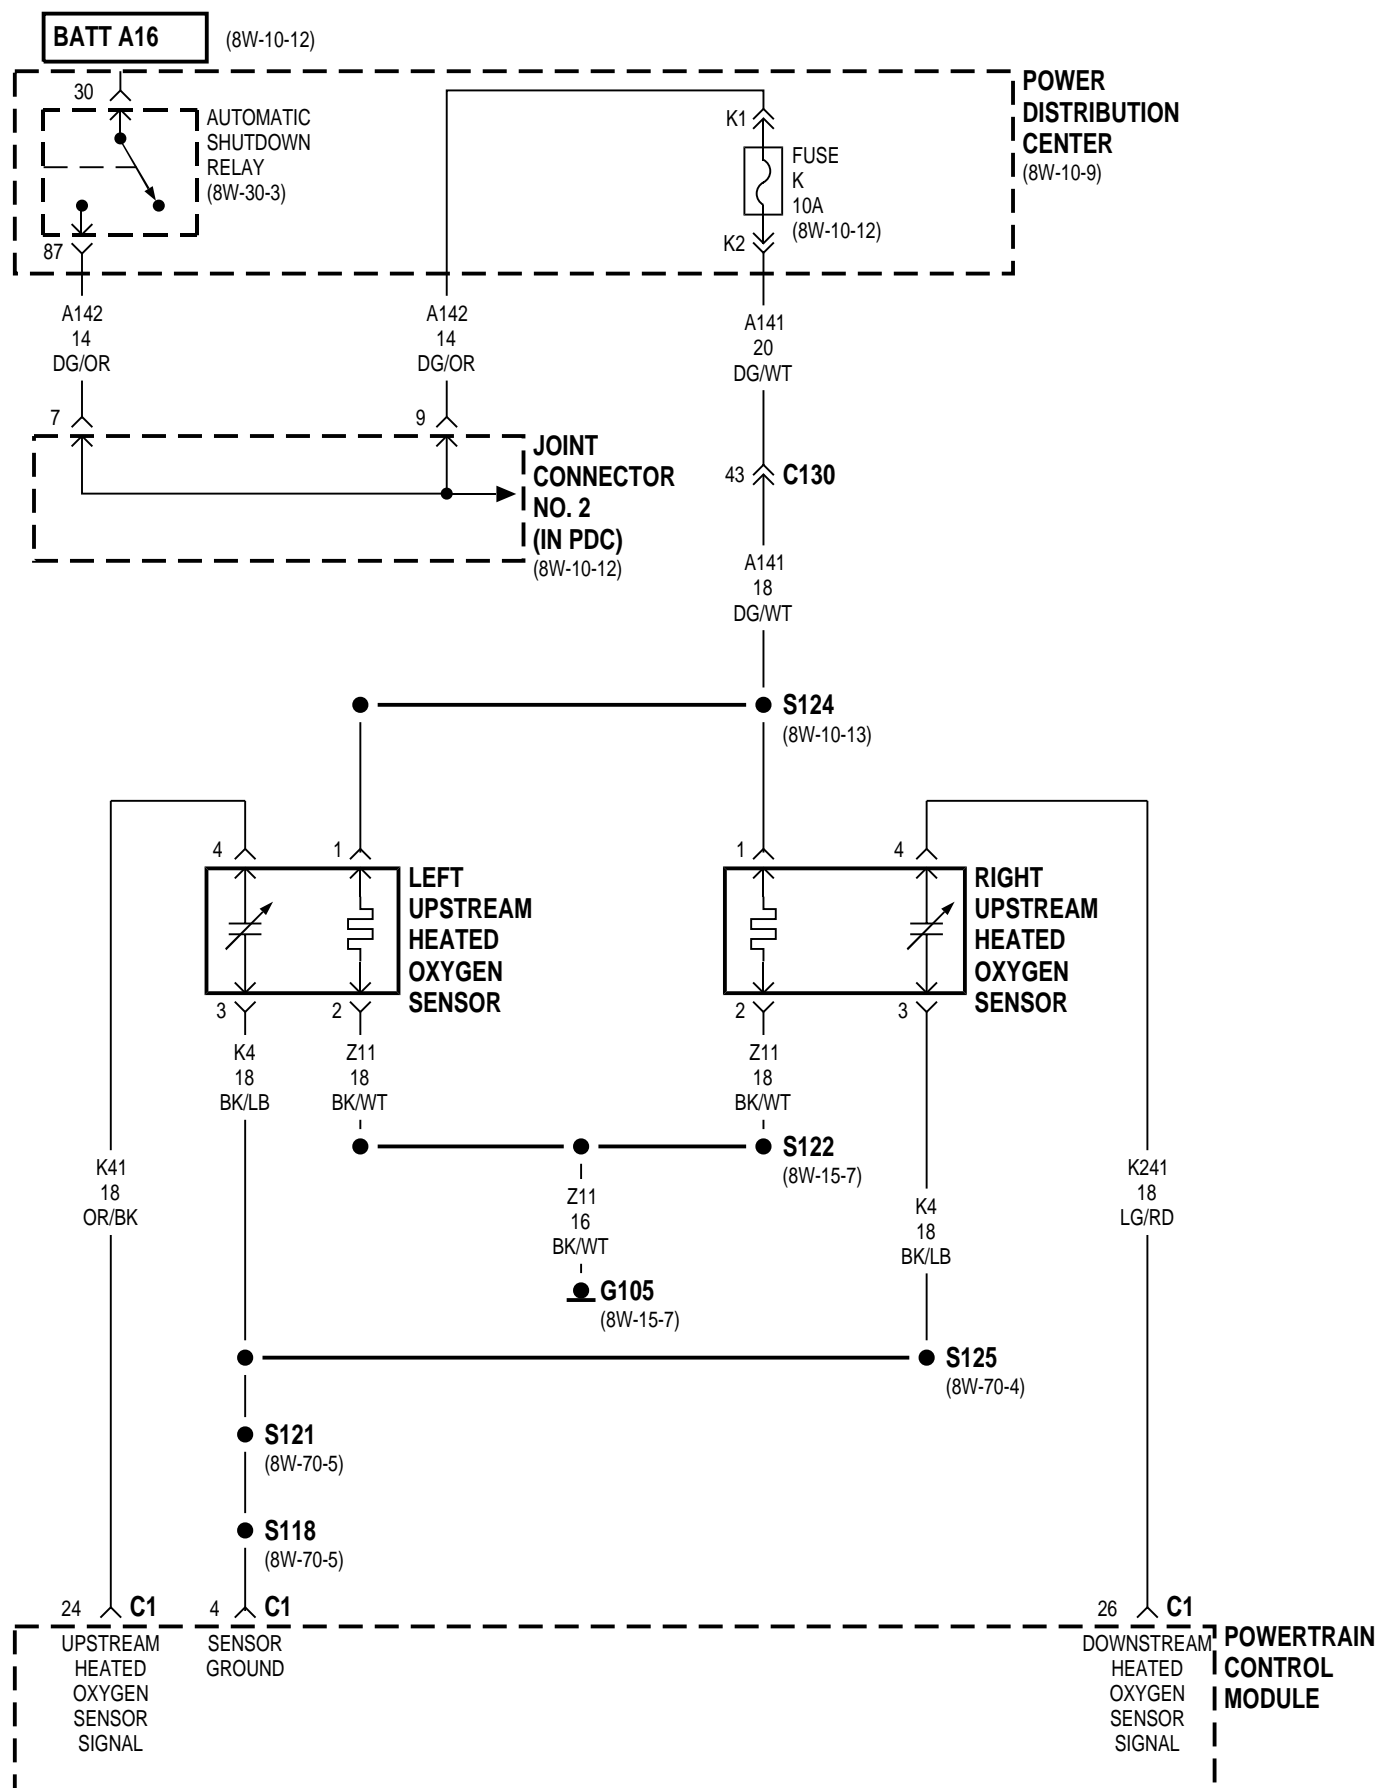 BATT A16
(8W-10-12)
30
AUTOMATIC
SHUTDOWN
RELAY
(8W-30-3)
87
K1
FUSE
K
10A
(8W-10-12)
K2
POWER
DISTRIBUTION
CENTER
(8W-10-9)
A142
14
DG/OR
A142
14
DG/OR
A141
20
DG/WT
7
9
JOINT
CONNECTOR
NO. 2
(IN PDC)
(8W-10-12)
43
C130
A141
18
DG/WT
S124
(8W-10-13)
4
1
LEFT
UPSTREAM
HEATED
OXYGEN
SENSOR
3
2
1
4
RIGHT
UPSTREAM
HEATED
OXYGEN
SENSOR
2
3
K4
18
BK/LB
Z11
18
BK/WT
Z11
18
BK/WT
S122
(8W-15-7)
K41
18
OR/BK
Z11
16
BK/WT
K4
18
BK/LB
K241
18
LG/RD
G105
(8W-15-7)
S125
(8W-70-4)
S121
(8W-70-5)
S118
(8W-70-5)
24
C1
4
C1
26
C1
UPSTREAM
HEATED
OXYGEN
SENSOR
SIGNAL
SENSOR
GROUND
DOWNSTREAM
HEATED
OXYGEN
SENSOR
SIGNAL
POWERTRAIN
CONTROL
MODULE